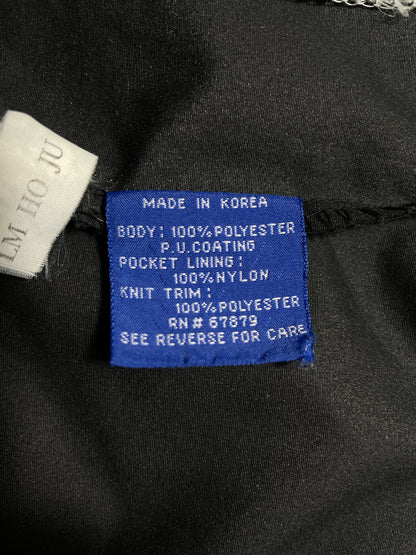 MADE IN KOREA
BODY: 100% POLYESTER
P.U.COATING
POCKET LINING:
100% NYLON
KNIT TRIM:
100% POLYESTER
RN# 67879
SEE REVERSE FOR CARE
LM HO JU